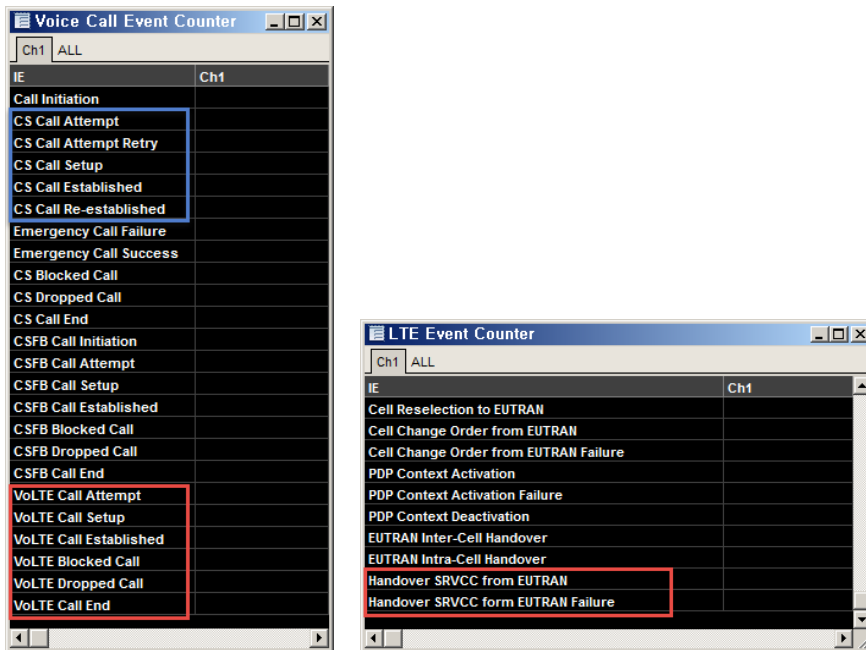 Voice Call Event Counter
Ch1 ALL
IE Ch1
Call Initiation
CS Call Attempt
CS Call Attempt Retry
CS Call Setup
CS Call Established
CS Call Re-established
Emergency Call Failure
Emergency Call Success
CS Blocked Call
CS Dropped Call
CS Call End
CSFB Call Initiation
CSFB Call Attempt
CSFB Call Setup
CSFB Call Established
CSFB Blocked Call
CSFB Dropped Call
CSFB Call End
VoLTE Call Attempt
VoLTE Call Setup
VoLTE Call Established
VoLTE Blocked Call
VoLTE Dropped Call
VoLTE Call End
LTE Event Counter
Ch1 ALL
IE Ch1
Cell Reselection to EUTRAN
Cell Change Order from EUTRAN
Cell Change Order from EUTRAN Failure
PDP Context Activation
PDP Context Activation Failure
PDP Context Deactivation
EUTRAN Inter-Cell Handover
EUTRAN Intra-Cell Handover
Handover SRVCC from EUTRAN
Handover SRVCC form EUTRAN Failure